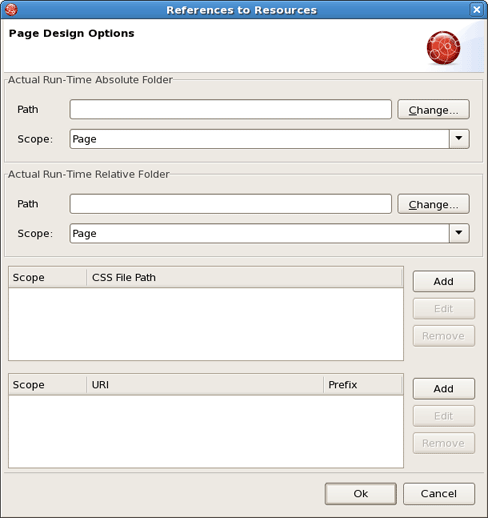 References to Resources
Page Design Options
Actual Run-Time Absolute Folder
Path
Change...
Scope:
Page
Actual Run-Time Relative Folder
Path
Change...
Scope:
Page
Scope
CSS File Path
Add
Edit
Remove
Scope
URI
Prefix
Add
Edit
Remove
Ok
Cancel